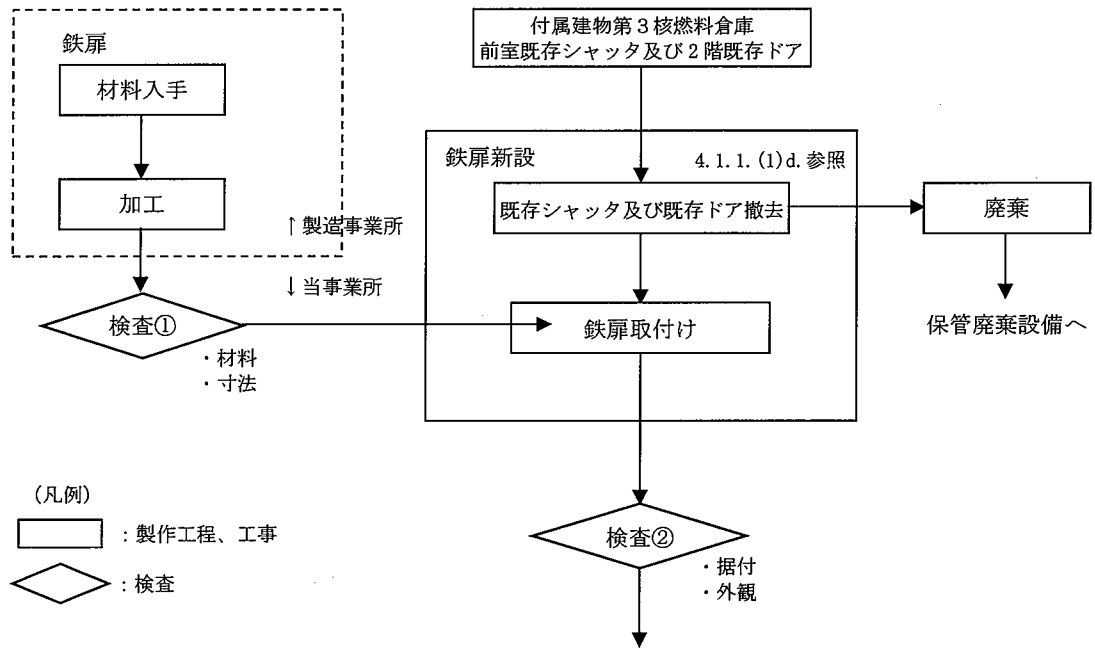 鉄扉
材料入手
加工
↑製造事業所
↓当事業所
検査①
・材料
・寸法
付属建物第3核燃料倉庫
前室既存シャッタ及び2階既存ドア
鉄扉新設
4.1.1.(1)d.参照
既存シャッタ及び既存ドア撤去
鉄扉取付け
廃棄
保管廃棄設備へ
検査②
・据付
・外観
(凡例)
:製作工程、工事
:検査